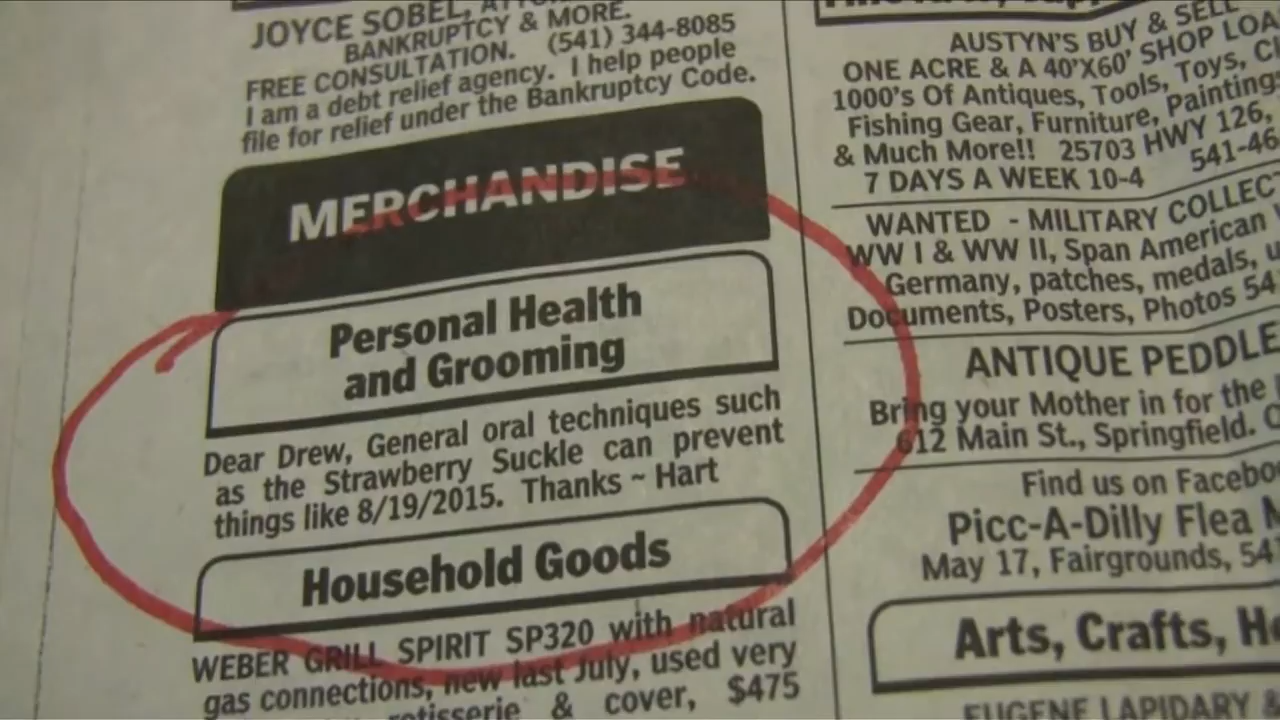 JOYCE SOBEL,
BANKRUPTCY & MORE.
FREE CONSULTATION. (541) 344-8085
I am a debt relief agency. I help people
file for relief under the Bankruptcy Code.
MERCHANDISE
Personal Health
and Grooming
Dear Drew, General oral techniques such
as the Strawberry Suckle can prevent
things like 8/19/2015. Thanks ~ Hart
Household Goods
WEBER GRILL SPIRIT SP320 with natural
gas connections, new last July, used very
rotisserie & cover, $475
AUSTYN'S BUY & SELL
ONE ACRE & A 40'X60' SHOP
1000's Of Antiques, Tools, Toys,
Fishing Gear, Furniture,
& Much More!! 25703 HWY 126,
541-46
7 DAYS A WEEK 10-4
WANTED - MILITARY
WW I & WW II, Span American
Germany, patches, medals,
Documents, Posters, Photos 54
ANTIQUE
Bring your Mother in for the
612 Main St., Springfield.
Find us on
Picc-A-Dilly Flea
May 17, Fairgrounds, 54
Arts, Crafts,
EUGENE LAPIDARY &